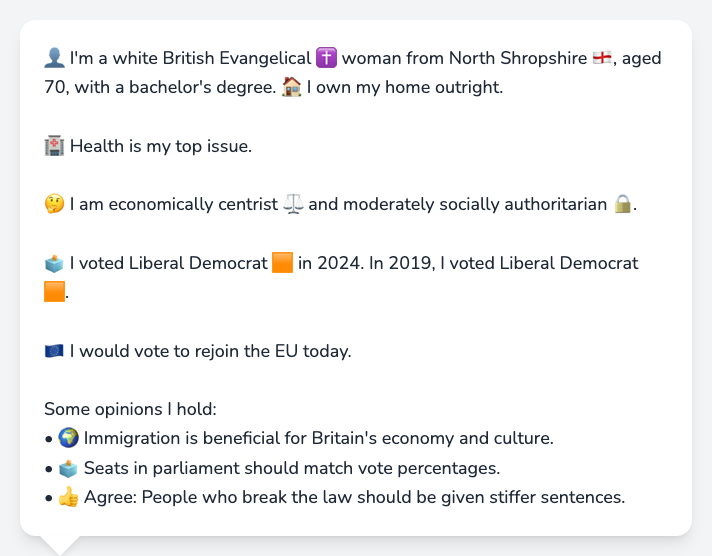 👤 I'm a white British Evangelical ✝️ woman from North Shropshire 🏴󠁧󠁢󠁥󠁮󠁧󠁿, aged
70, with a bachelor's degree. 🏠 I own my home outright.
🏥 Health is my top issue.
🤔 I am economically centrist ⚖️ and moderately socially authoritarian 🔒.
🗳️ I voted Liberal Democrat 🟧 in 2024. In 2019, I voted Liberal Democrat
🟧.
🇪🇺 I would vote to rejoin the EU today.
Some opinions I hold:
• 🌍 Immigration is beneficial for Britain's economy and culture.
• 🗳️ Seats in parliament should match vote percentages.
• 👍 Agree: People who break the law should be given stiffer sentences.